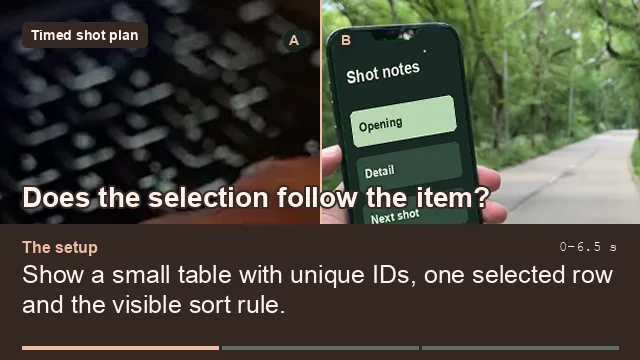 Timed shot plan
A
B
Shot notes
Opening
Detail
Next shot
Does the selection follow the item?
The setup
0–6.5 s
Show a small table with unique IDs, one selected row
and the visible sort rule.